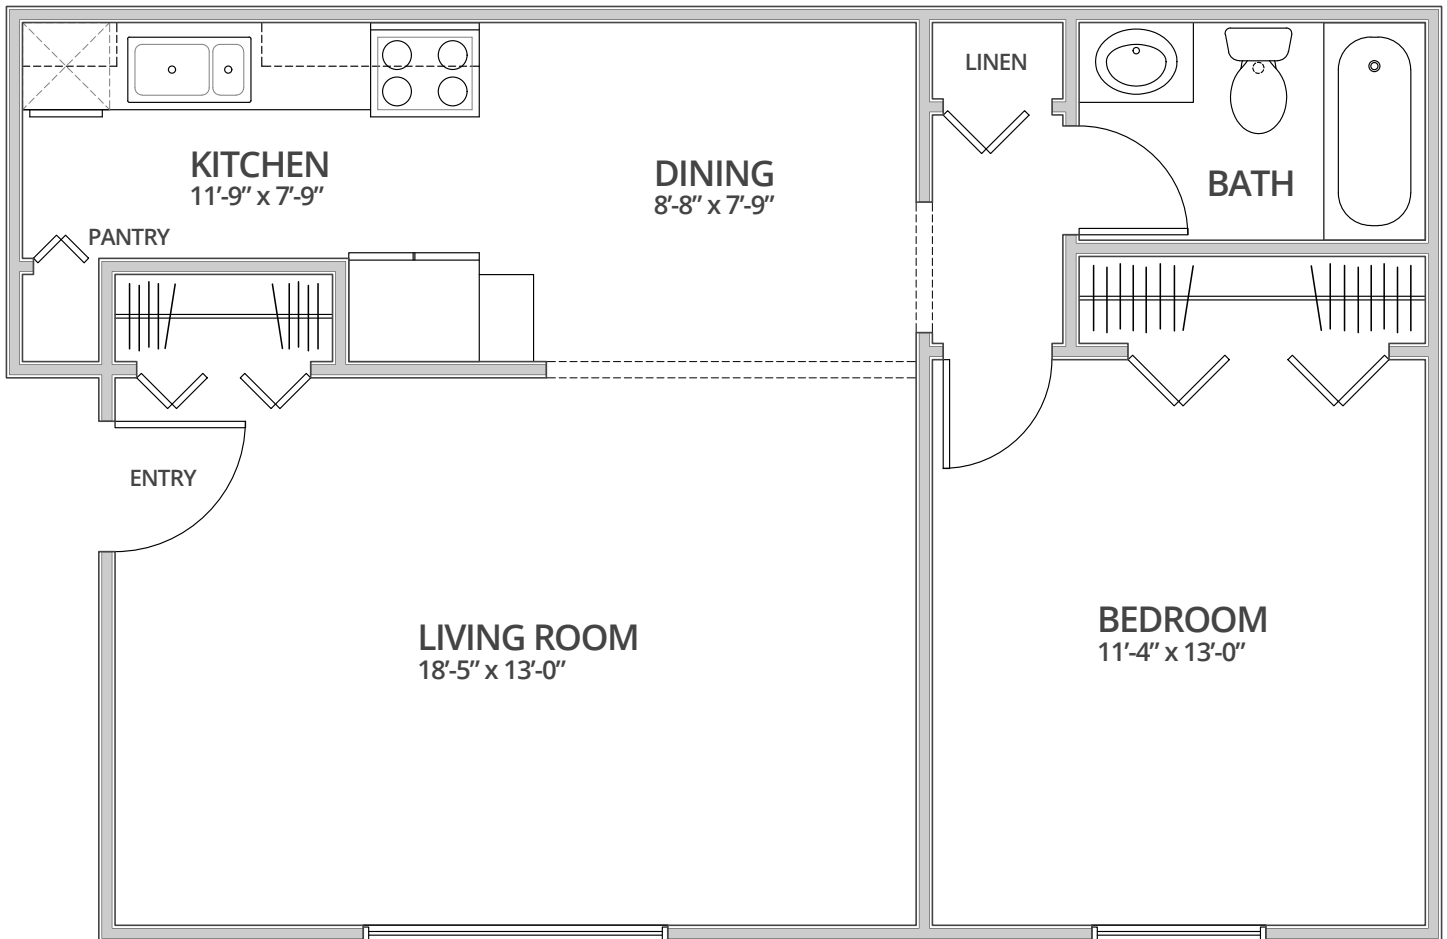 LINEN
KITCHEN
11’-9” x 7’-9”
DINING
8’-8” x 7’-9”
BATH
PANTRY
ENTRY
LIVING ROOM
18’-5” x 13’-0”
BEDROOM
11’-4” x 13’-0”